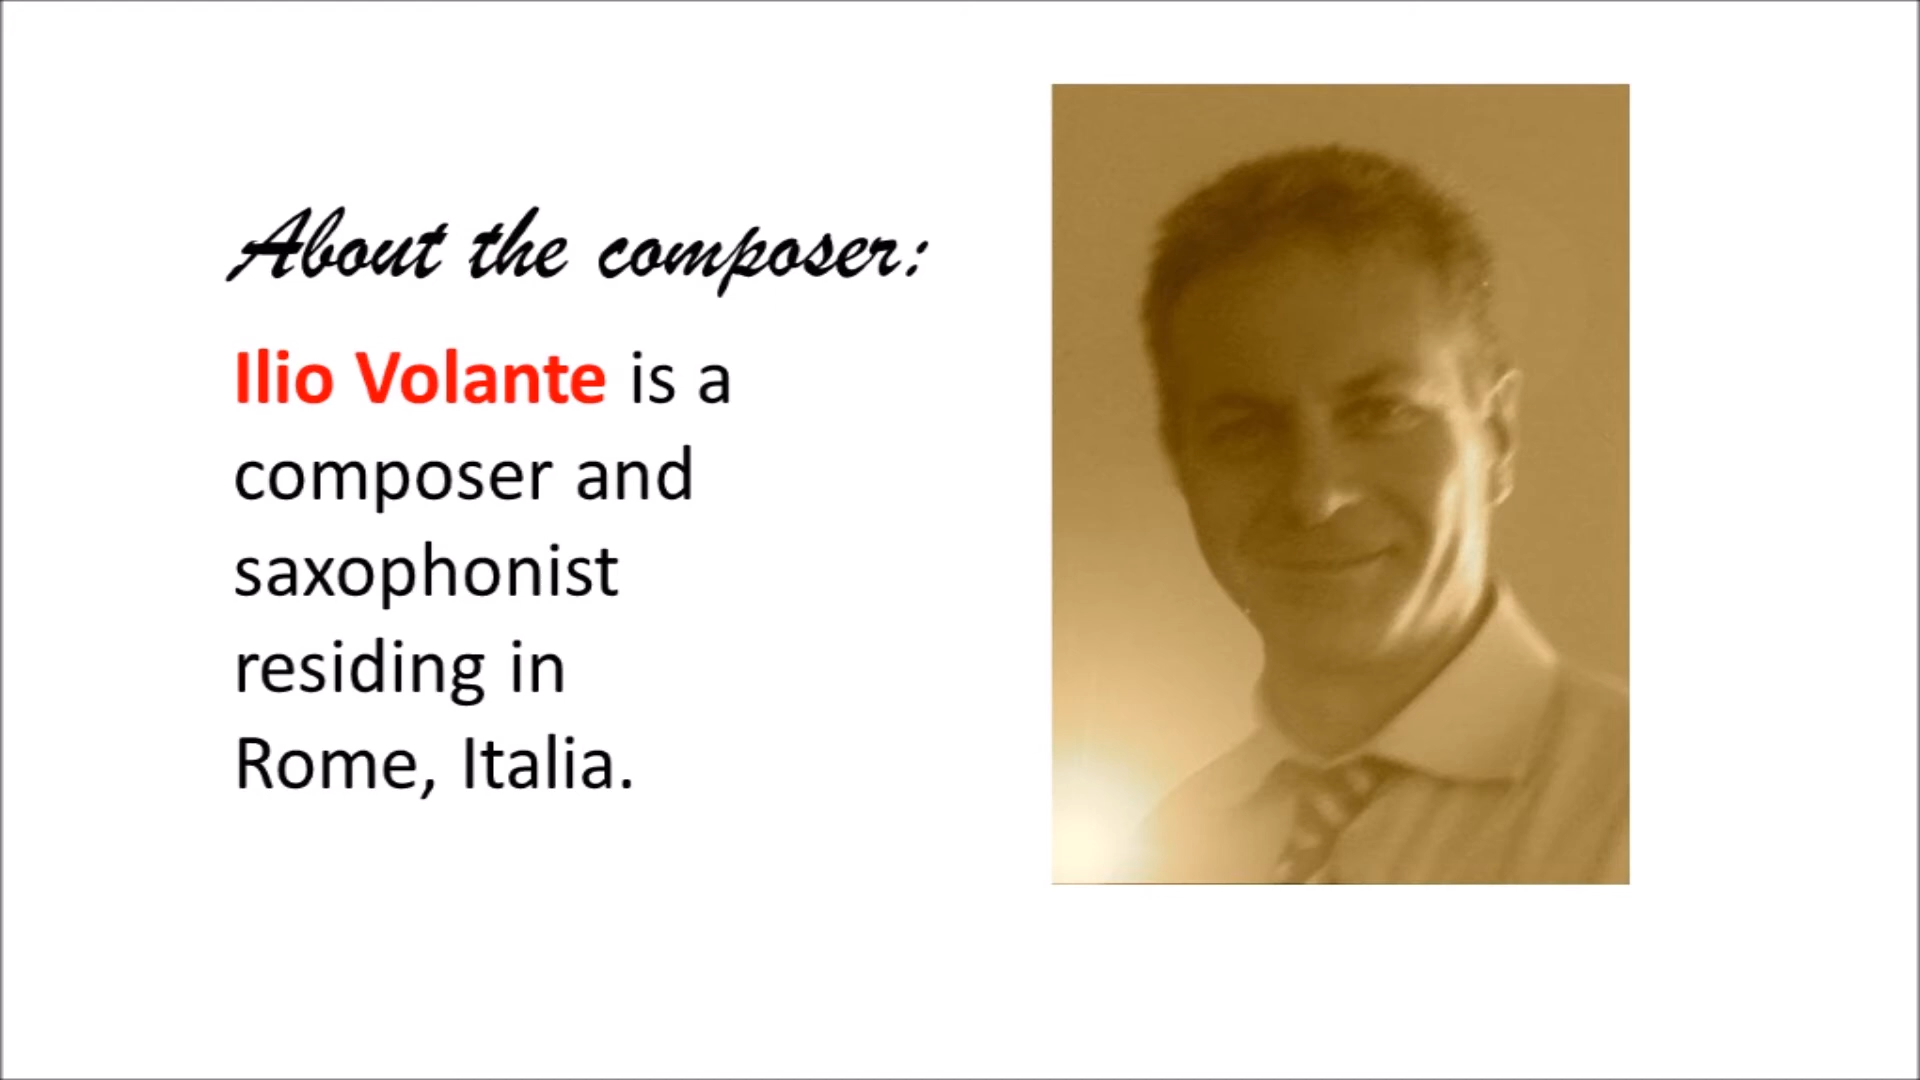 About the composer:
Ilio Volante is a
composer and
saxophonist
residing in
Rome, Italia.